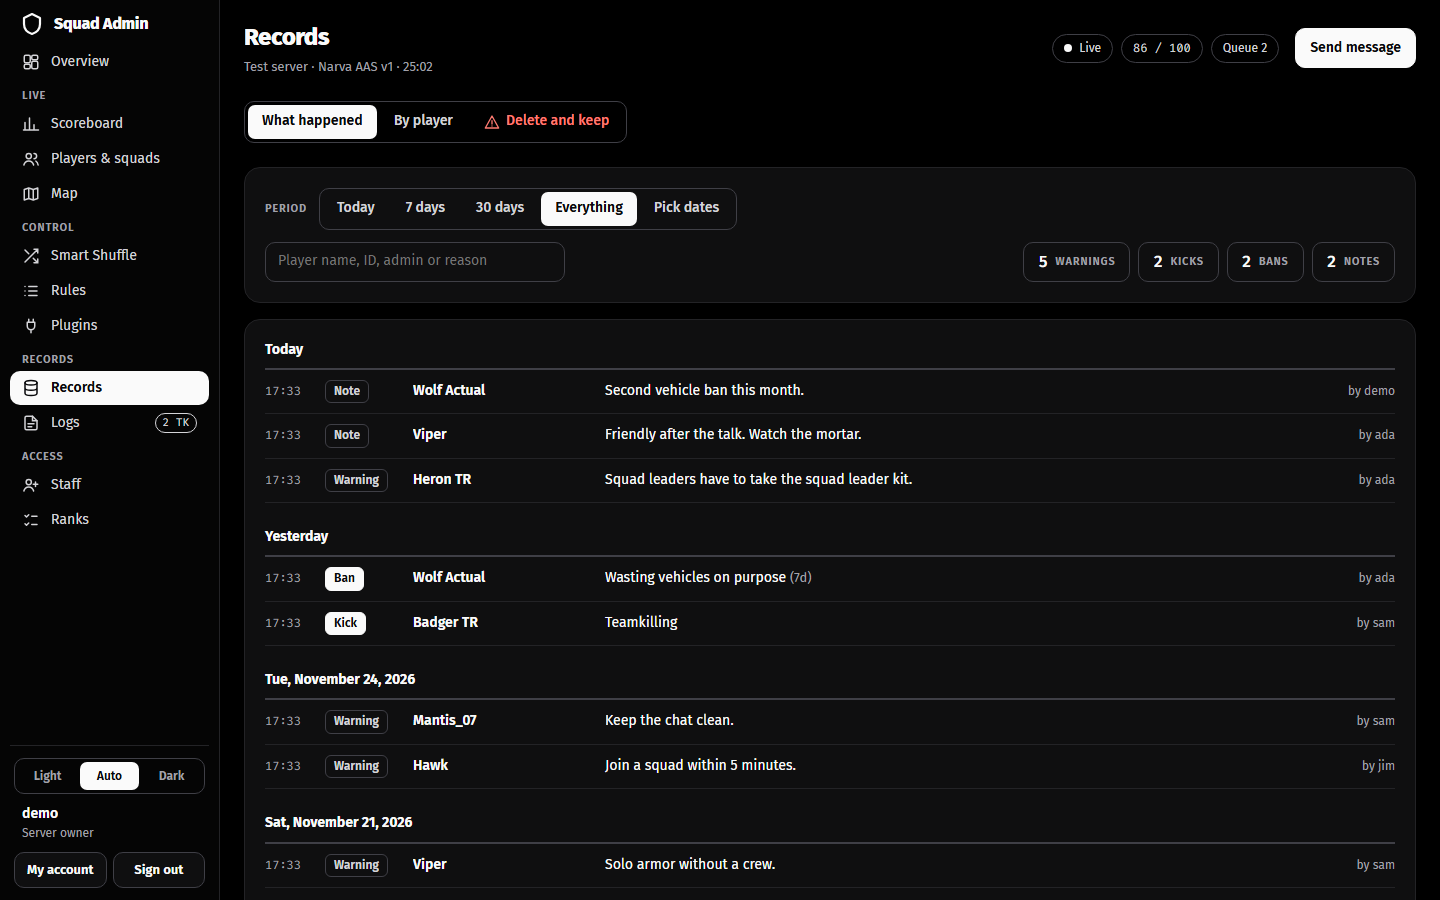 Squad Admin
Overview
LIVE
Scoreboard
Players & squads
Map
CONTROL
Smart Shuffle
Rules
Plugins
RECORDS
Records
Logs 2 TK
ACCESS
Staff
Ranks
Light Auto Dark
demo
Server owner
My account Sign out
Records
Test server · Narva AAS v1 · 25:02
Live 86 / 100 Queue 2 Send message
What happened By player Delete and keep
PERIOD Today 7 days 30 days Everything Pick dates
Player name, ID, admin or reason
5 WARNINGS 2 KICKS 2 BANS 2 NOTES
Today
17:33 Note Wolf Actual Second vehicle ban this month. by demo
17:33 Note Viper Friendly after the talk. Watch the mortar. by ada
17:33 Warning Heron TR Squad leaders have to take the squad leader kit. by ada
Yesterday
17:33 Ban Wolf Actual Wasting vehicles on purpose (7d) by ada
17:33 Kick Badger TR Teamkilling by sam
Tue, November 24, 2026
17:33 Warning Mantis_07 Keep the chat clean. by sam
17:33 Warning Hawk Join a squad within 5 minutes. by jim
Sat, November 21, 2026
17:33 Warning Viper Solo armor without a crew. by sam